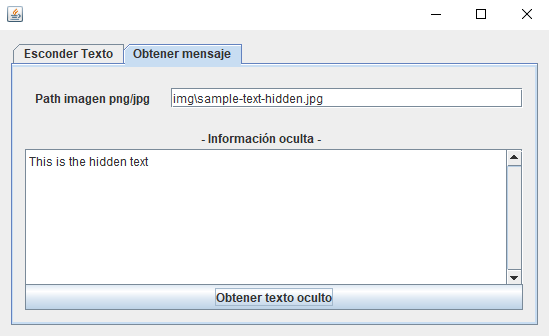 Esconder Texto
Obtener mensaje
Path imagen png/jpg
img\sample-text-hidden.jpg
- Información oculta -
This is the hidden text
Obtener texto oculto